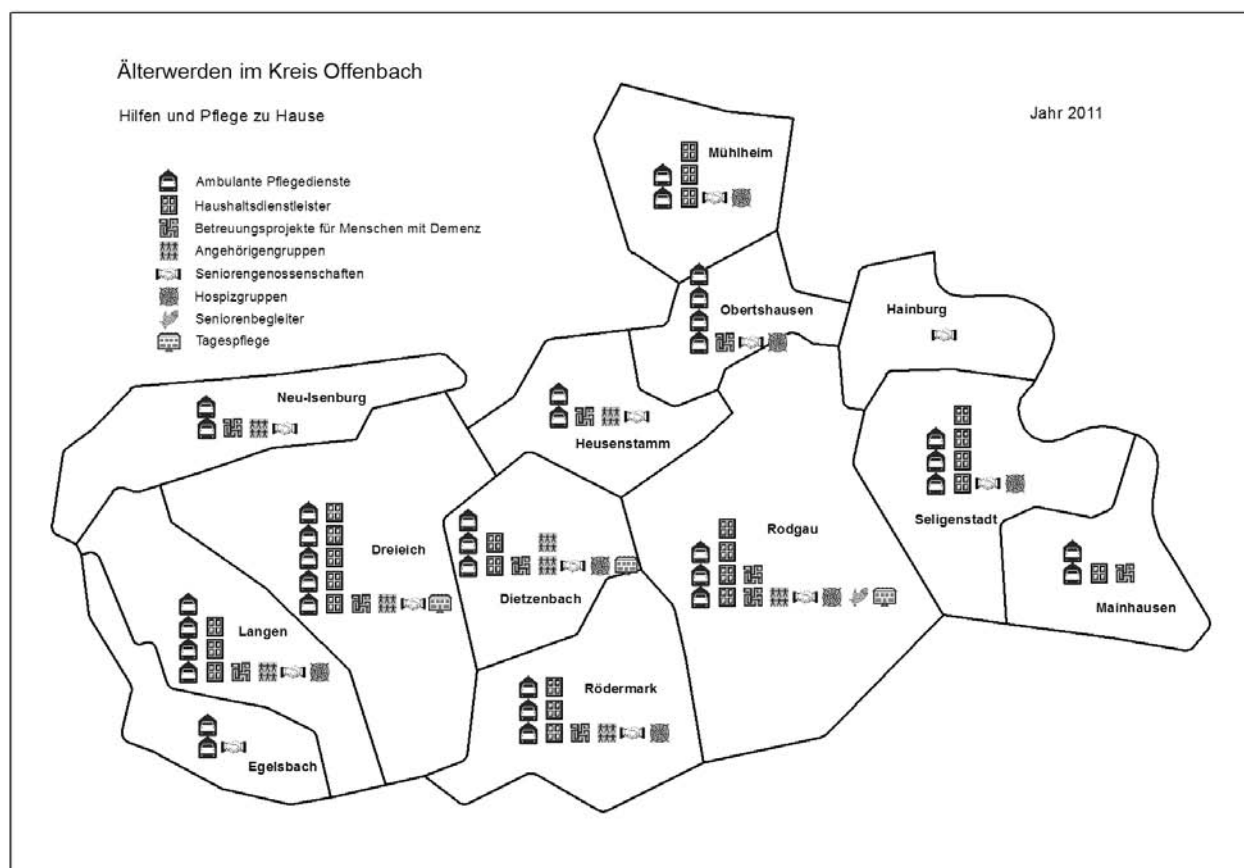 Älterwerden im Kreis Offenbach
Hilfen und Pflege zu Hause
Jahr 2011
Ambulante Pflegedienste
Haushaltsdienstleister
Betreuungsprojekte für Menschen mit Demenz
Angehörigengruppen
Seniorengenossenschaften
Hospizgruppen
Seniorenbegleiter
Tagespflege
Mühlheim
Obertshausen
Hainburg
Neu-Isenburg
Heusenstamm
Seligenstadt
Dreieich
Rodgau
Dietzenbach
Mainhausen
Langen
Rödermark
Egelsbach